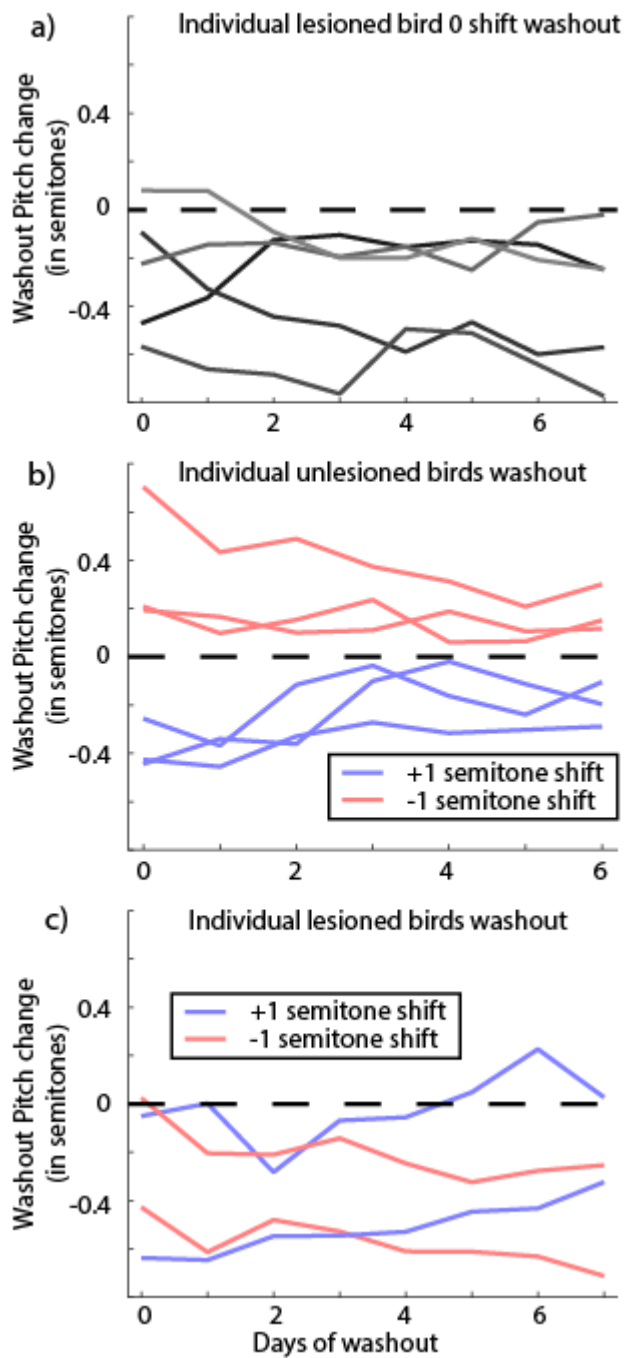 a)
Individual lesioned bird 0 shift washout
Washout Pitch change
(in semitones)
0.4
0
-0.4
0 2 4 6
b)
Individual unlesioned birds washout
Washout Pitch change
(in semitones)
0.4
0
-0.4
+1 semitone shift
-1 semitone shift
0 2 4 6
c)
Individual lesioned birds washout
Washout Pitch change
(in semitones)
0.4
0
-0.4
+1 semitone shift
-1 semitone shift
0 2 4 6
Days of washout